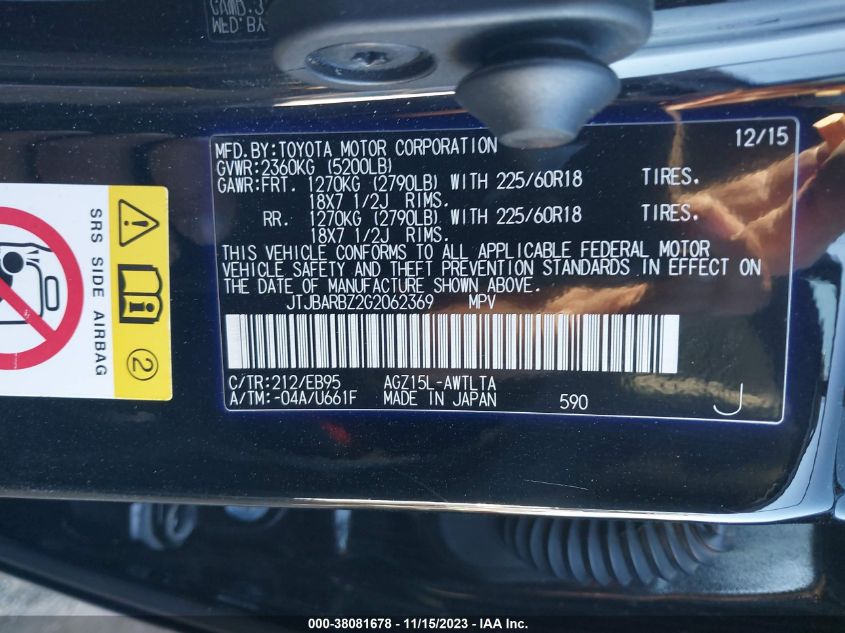 WED.BY
MFD.BY:TOYOTA MOTOR CORPORATION 12/15
GVWR:2360KG (5200LB)
GAWR:FRT. 1270KG (2790LB) WITH 225/60R18 TIRES.
18X7 1/2J RIMS.
RR. 1270KG (2790LB) WITH 225/60R18 TIRES.
18X7 1/2J RIMS.
THIS VEHICLE CONFORMS TO ALL APPLICABLE FEDERAL MOTOR
VEHICLE SAFETY AND THEFT PREVENTION STANDARDS IN EFFECT ON
THE DATE OF MANUFACTURE SHOWN ABOVE.
JTJBARBZ2G2062369 MPV
C/TR:212/EB95 AGZ15L-AWTLTA
A/TM:-04A/U661F MADE IN JAPAN 590 J
SRS SIDE AIRBAG
2
000-38081678 - 11/15/2023 - IAA Inc.